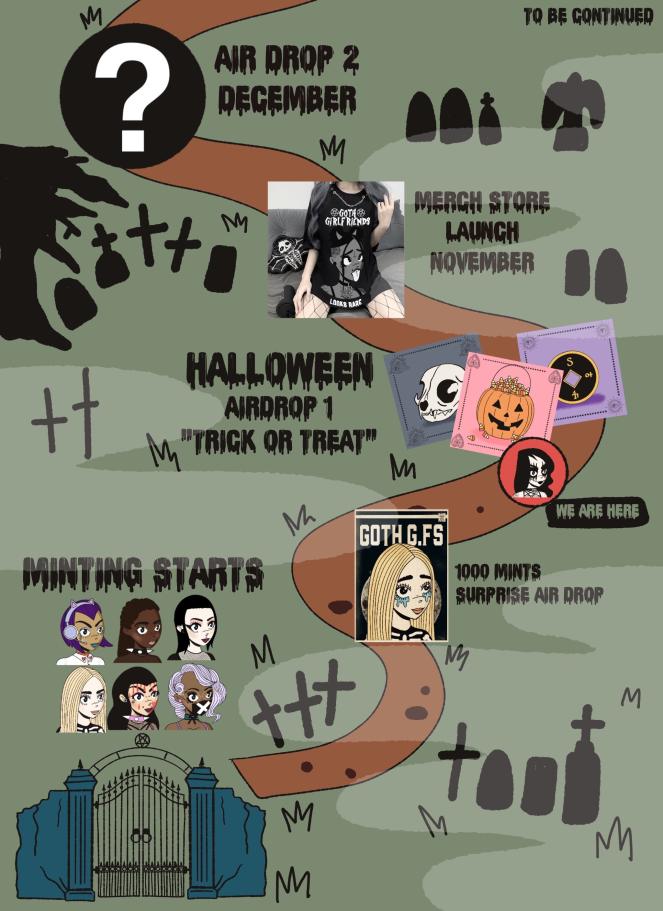 TO BE CONTINUED
?
AIR DROP 2
DECEMBER
MERCH STORE
LAUNCH
NOVEMBER
GOTH
GIRLFRIENDS
LOOKS RARE
HALLOWEEN
AIRDROP 1
"TRICK OR TREAT"
WE ARE HERE
GOTH G.FS
1000 MINTS
SURPRISE AIR DROP
MINTING STARTS